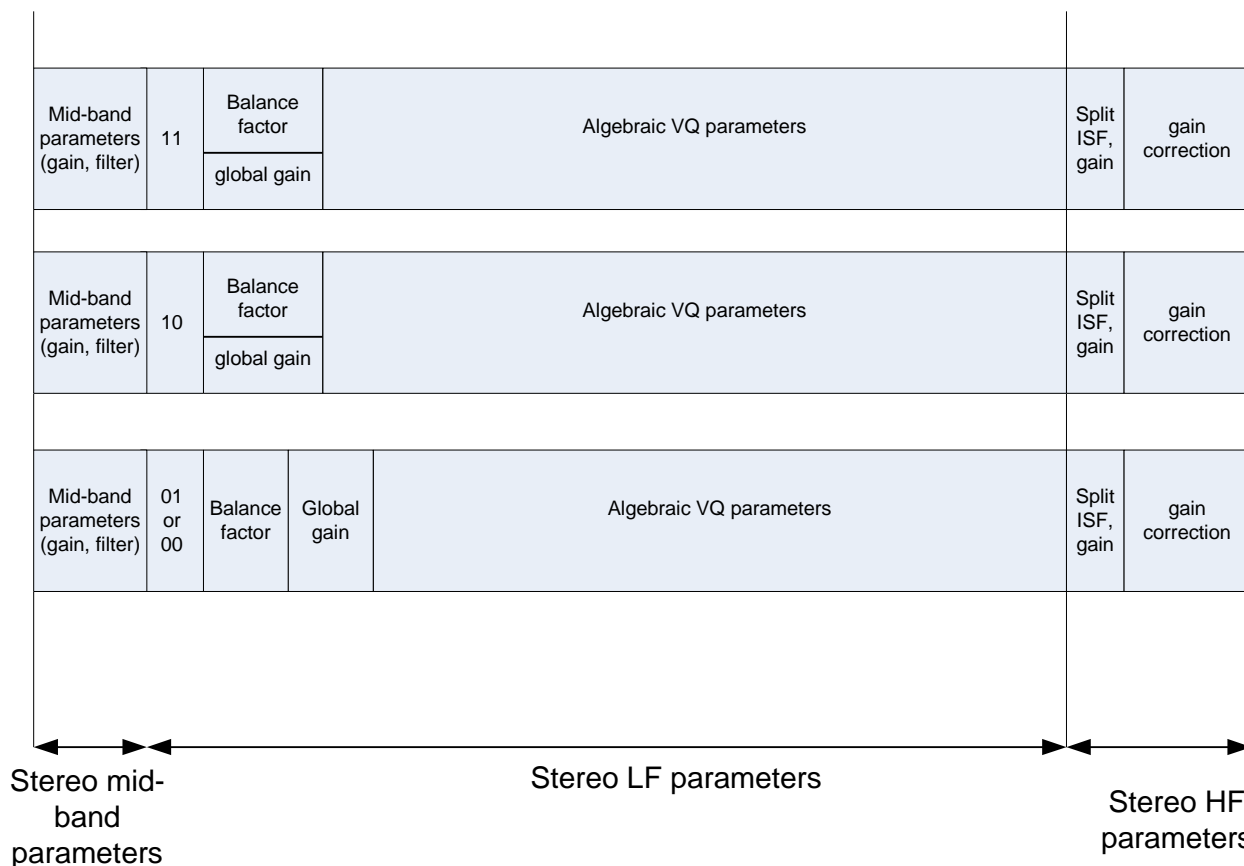 Mid-band
parameters
(gain, filter)
11
Balance
factor
global gain
Algebraic VQ parameters
Split
ISF,
gain
gain
correction
Mid-band
parameters
(gain, filter)
10
Balance
factor
global gain
Algebraic VQ parameters
Split
ISF,
gain
gain
correction
Mid-band
parameters
(gain, filter)
01
or
00
Balance
factor
Global
gain
Algebraic VQ parameters
Split
ISF,
gain
gain
correction
Stereo mid-
band
parameters
Stereo LF parameters
Stereo HF
parameters